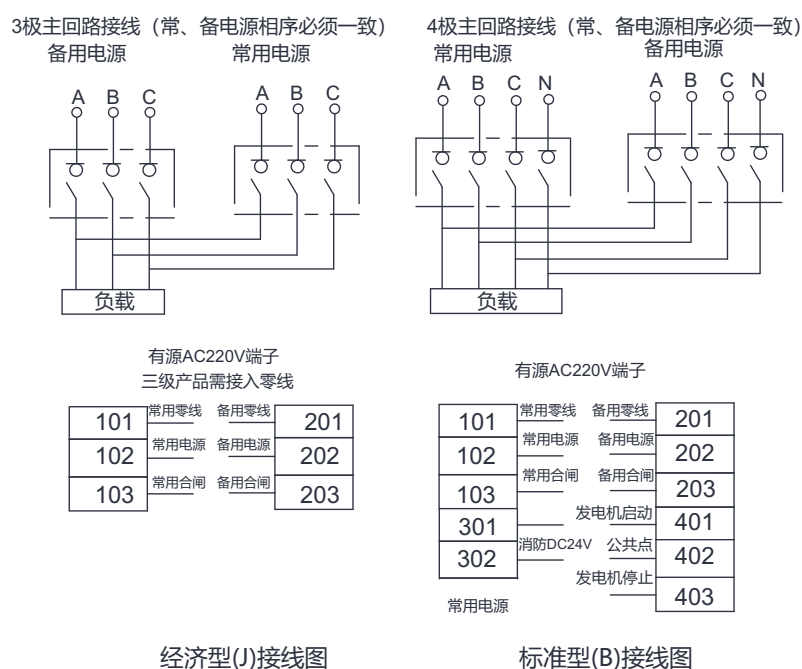 3极主回路接线（常、备电源相序必须一致）
备用电源 常用电源
A B C A B C
负载
有源AC220V端子
三级产品需接入零线
101 常用零线 备用零线 201
102 常用电源 备用电源 202
103 常用合闸 备用合闸 203
经济型(J)接线图
4极主回路接线（常、备电源相序必须一致）
常用电源 备用电源
A B C N A B C N
负载
有源AC220V端子
101 常用零线 备用零线 201
102 常用电源 备用电源 202
103 常用合闸 备用合闸 203
301 发电机启动 401
302 消防DC24V 公共点 402
发电机停止 403
常用电源
标准型(B)接线图